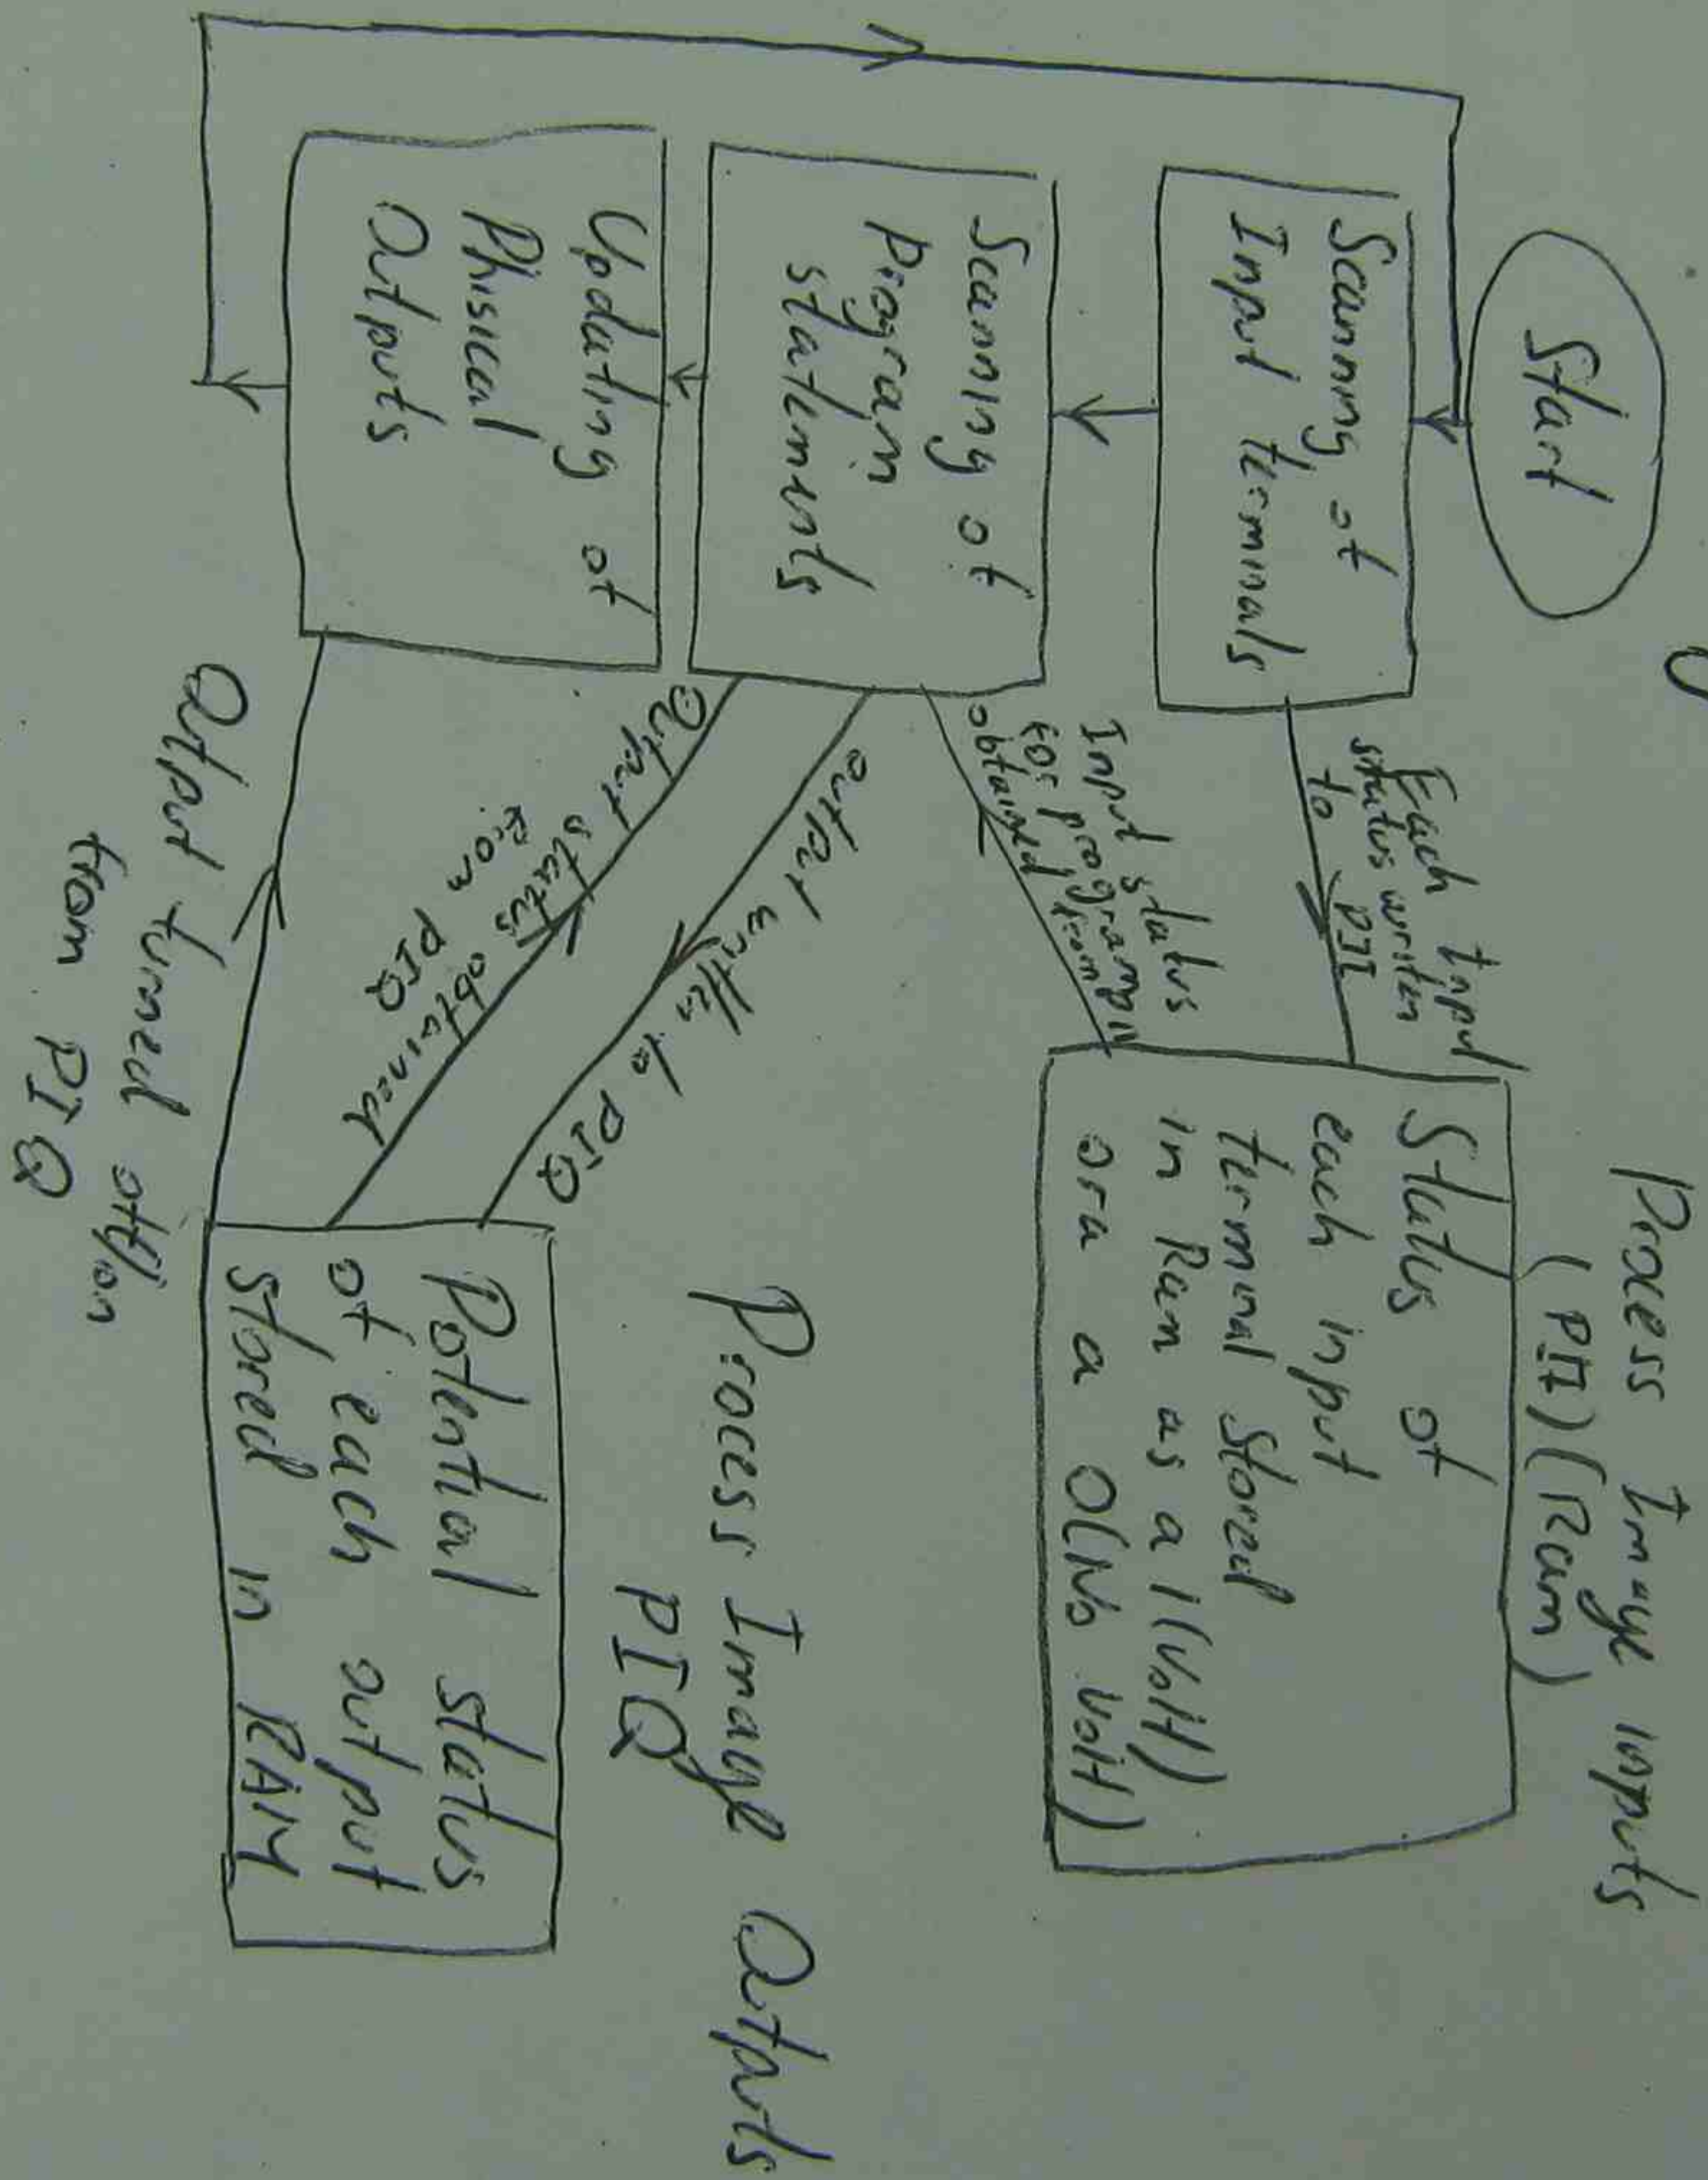 Start
Process Image inputs
(PII)(Ram)
Scanning of
Input terminals
Each Input
status writen
to PII
Status of
each input
terminal Stored
in Ram as a 1(Volt)
ora a 0(No Volt)
Input status
for program
obtained from PII
Scanning of
Program
statements
output written to PIQ
Output status obtained
from PIQ
Process Image Outputs
PIQ
Updating of
Phisical
Outputs
Potential status
of each output
stored in RAM
Output turned off/on
from PIQ